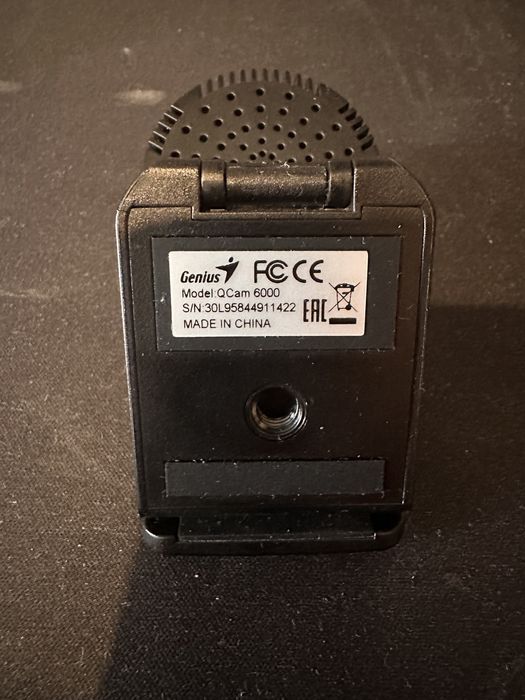 Genius FC CE
Model:QCam 6000
S/N:30L95844911422
EAC
MADE IN CHINA